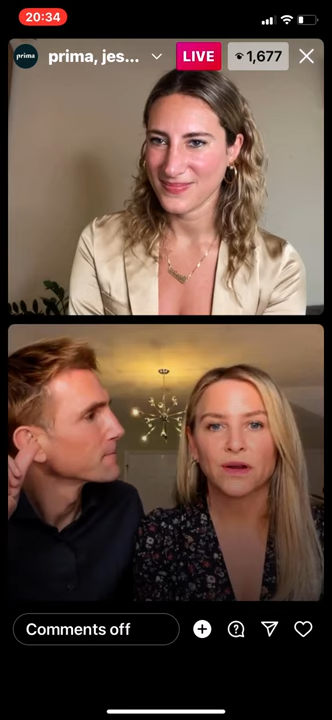 20:34
prima
prima, jes...
LIVE
1,677
Comments off